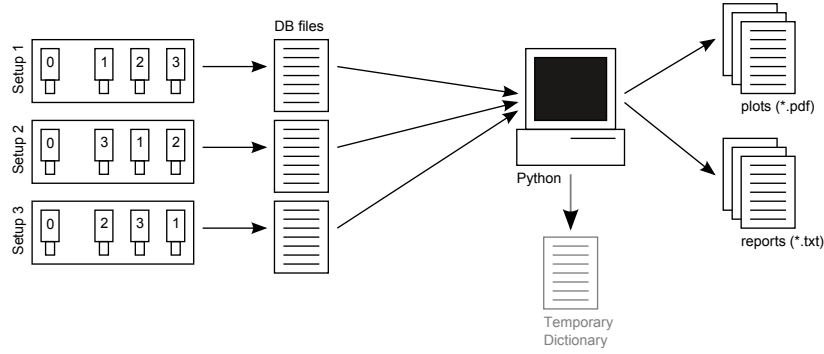 DB files
Setup 1
0 1 2 3
Setup 2
0 3 1 2
Setup 3
0 2 3 1
Python
plots (*.pdf)
reports (*.txt)
Temporary
Dictionary